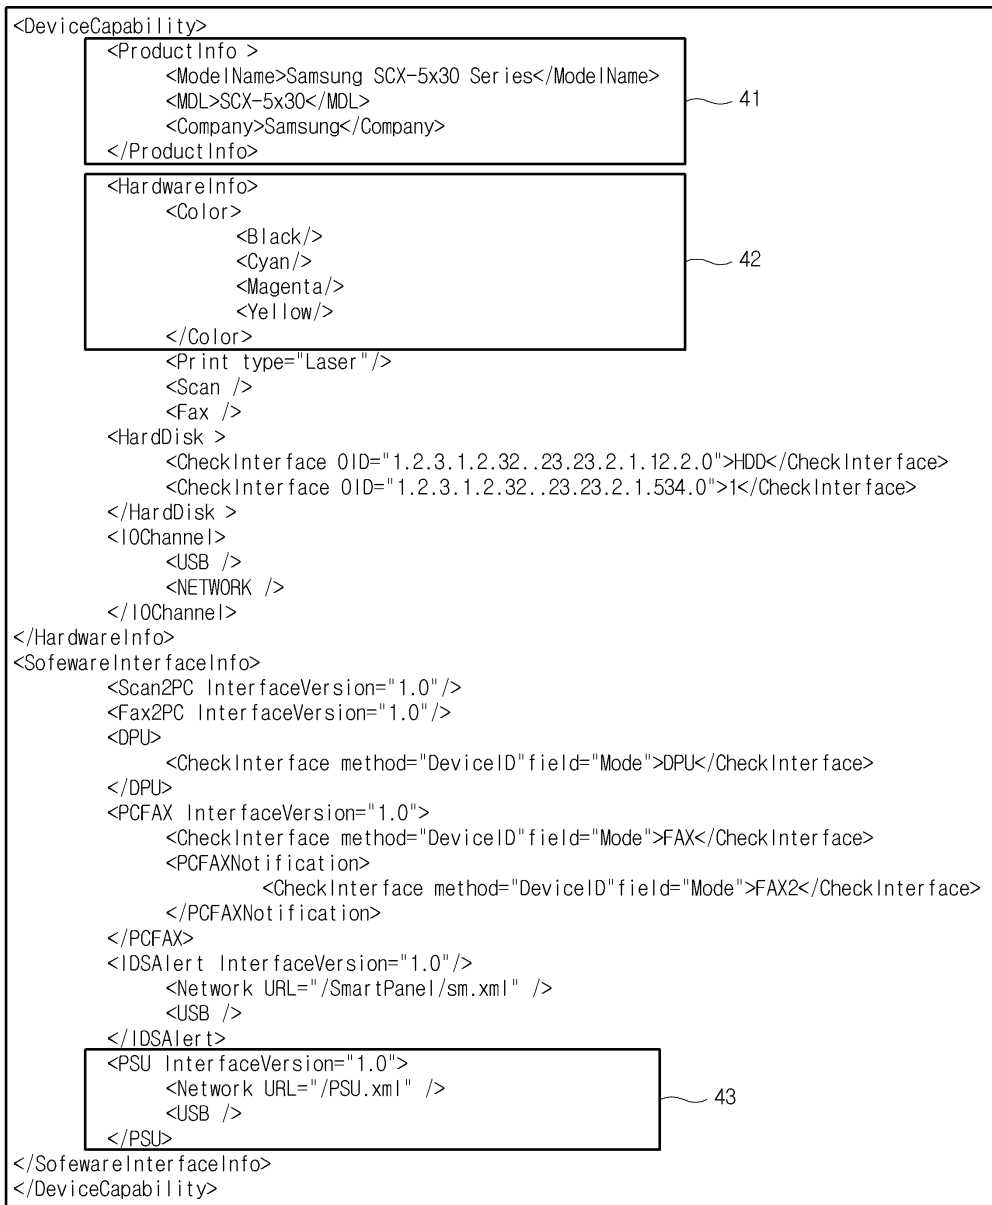 <DeviceCapability>
<ProductInfo >
<ModelName>Samsung SCX-5x30 Series</ModelName>
<MDL>SCX-5x30</MDL>
<Company>Samsung</Company>
</ProductInfo>
41
<HardwareInfo>
<Color>
<Black/>
<Cyan/>
<Magenta/>
<Yellow/>
</Color>
42
<Print type="Laser"/>
<Scan />
<Fax />
<HardDisk >
<CheckInterface OID="1.2.3.1.2.32..23.23.2.1.12.2.0">HDD</CheckInterface>
<CheckInterface OID="1.2.3.1.2.32..23.23.2.1.534.0">1</CheckInterface>
</HardDisk >
<IOChannel>
<USB />
<NETWORK />
</IOChannel>
</HardwareInfo>
<SofewareInterfaceInfo>
<Scan2PC InterfaceVersion="1.0"/>
<Fax2PC InterfaceVersion="1.0"/>
<DPU>
<CheckInterface method="DeviceID"field="Mode">DPU</CheckInterface>
</DPU>
<PCFAX InterfaceVersion="1.0">
<CheckInterface method="DeviceID"field="Mode">FAX</CheckInterface>
<PCFAXNotification>
<CheckInterface method="DeviceID"field="Mode">FAX2</CheckInterface>
</PCFAXNotification>
</PCFAX>
<IDSAlert InterfaceVersion="1.0"/>
<Network URL="/SmartPanel/sm.xml" />
<USB />
</IDSAlert>
<PSU InterfaceVersion="1.0">
<Network URL="/PSU.xml" />
<USB />
</PSU>
43
</SofewareInterfaceInfo>
</DeviceCapability>